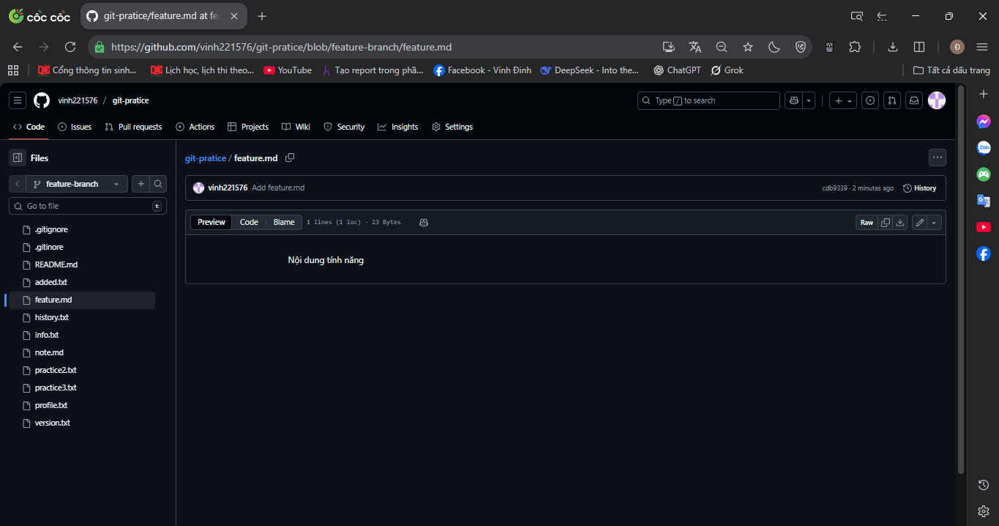 cốc cốc
git-pratice/feature.md at fea
https://github.com/vinh221576/git-pratice/blob/feature-branch/feature.md
Đ
Cổng thông tin sinh...
Lịch học, lịch thi theo...
YouTube
Tạo report trong phầ...
Facebook - Vinh Đinh
DeepSeek - Into the...
ChatGPT
Grok
Tất cả dấu trang
vinh221576 / git-pratice
Type / to search
Code
Issues
Pull requests
Actions
Projects
Wiki
Security
Insights
Settings
Files
feature-branch
Go to file
t
.gitignore
.gitinore
README.md
added.txt
feature.md
history.txt
info.txt
note.md
practice2.txt
practice3.txt
profile.txt
version.txt
git-pratice / feature.md
vinh221576 Add feature.md
cdb9339 · 2 minutes ago
History
Preview
Code
Blame
1 lines (1 loc) · 23 Bytes
Raw
Nội dung tính năng
Zalo